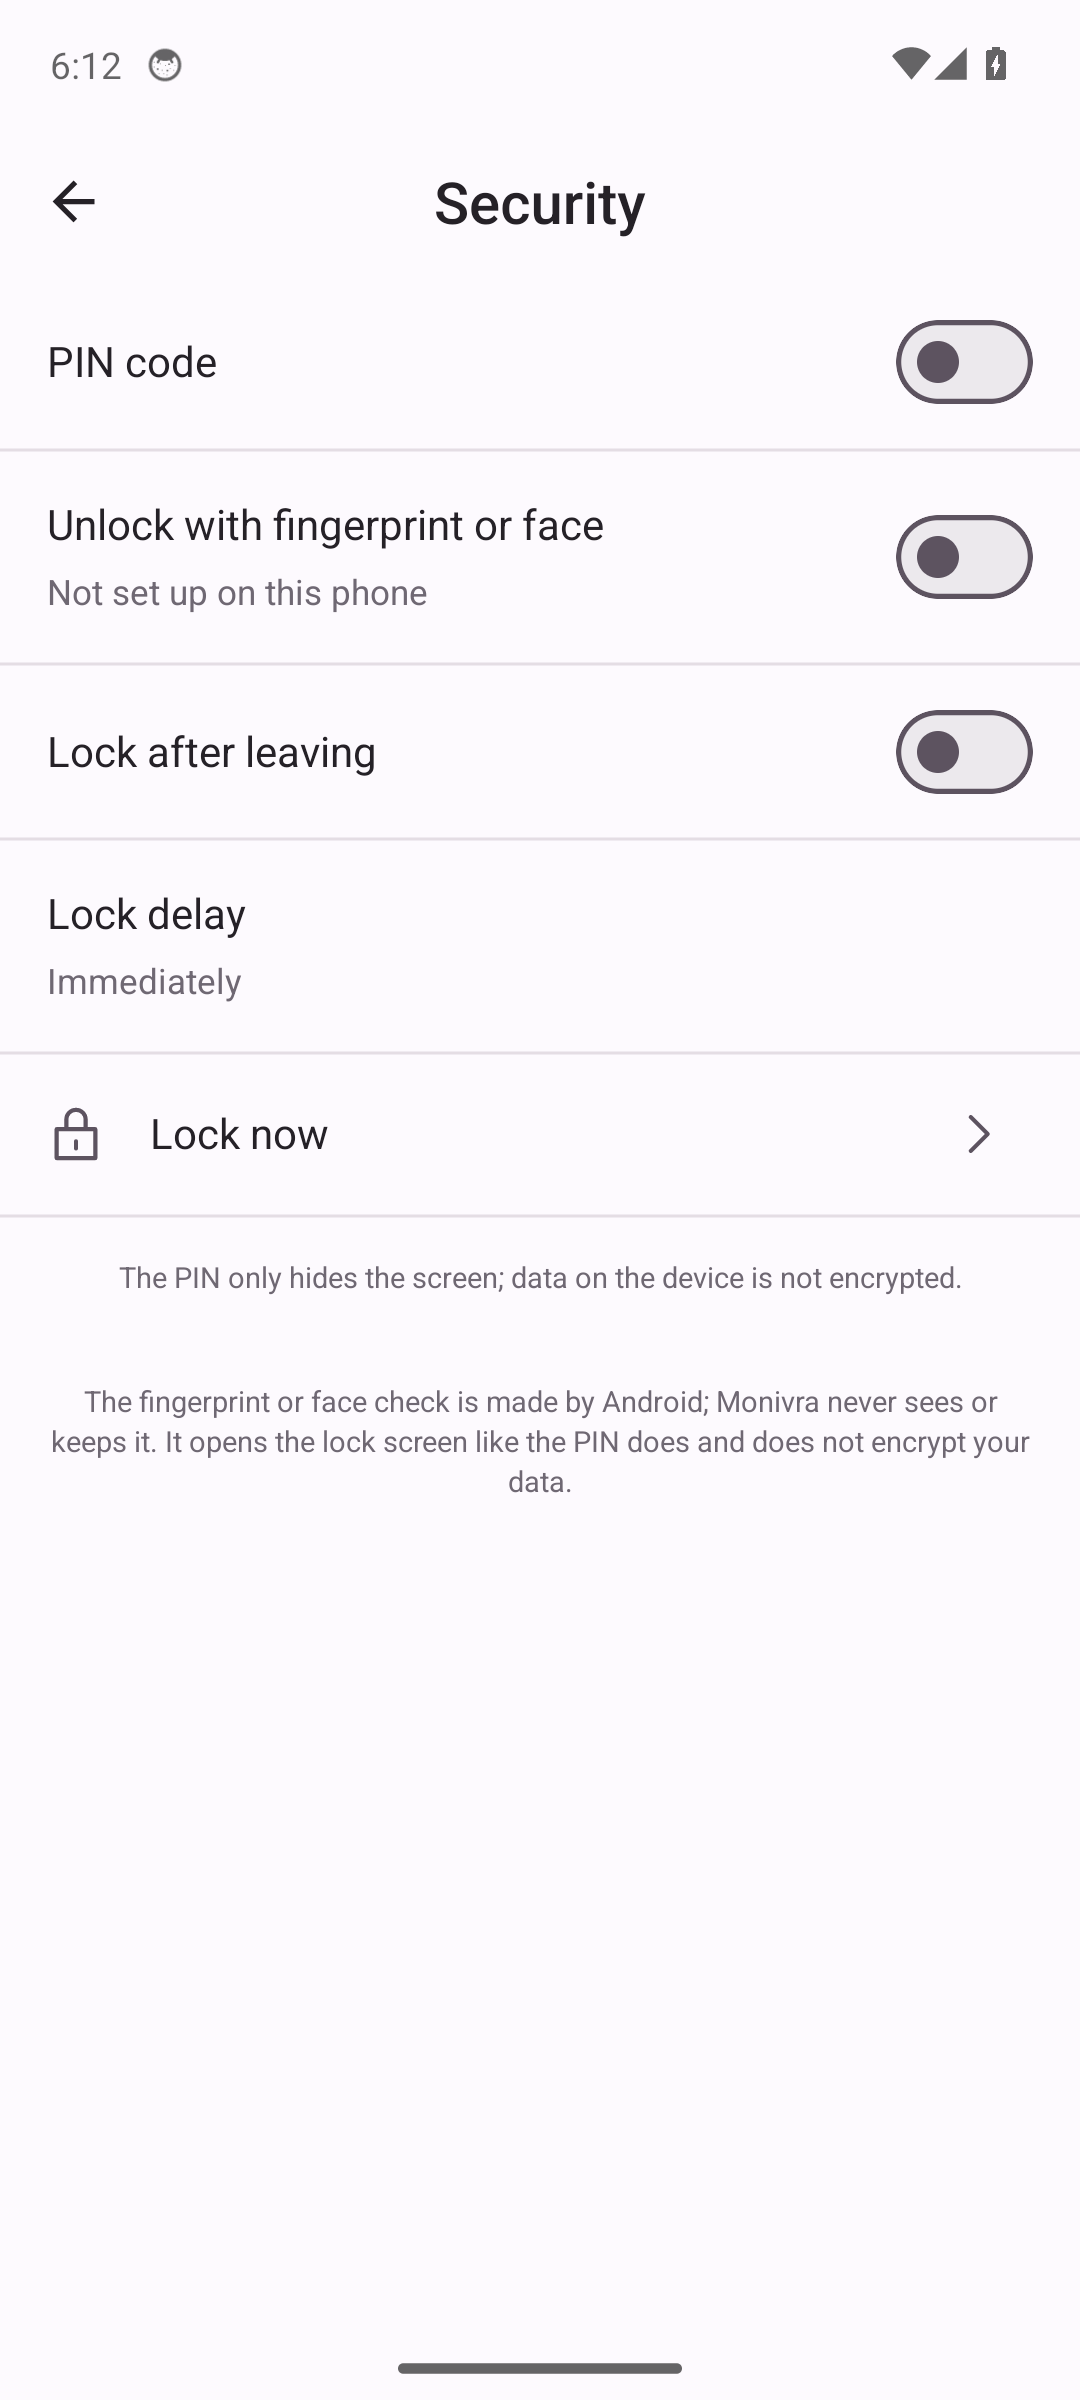 6:12
Security
PIN code
Unlock with fingerprint or face
Not set up on this phone
Lock after leaving
Lock delay
Immediately
Lock now
The PIN only hides the screen; data on the device is not encrypted.
The fingerprint or face check is made by Android; Monivra never sees or
keeps it. It opens the lock screen like the PIN does and does not encrypt your
data.